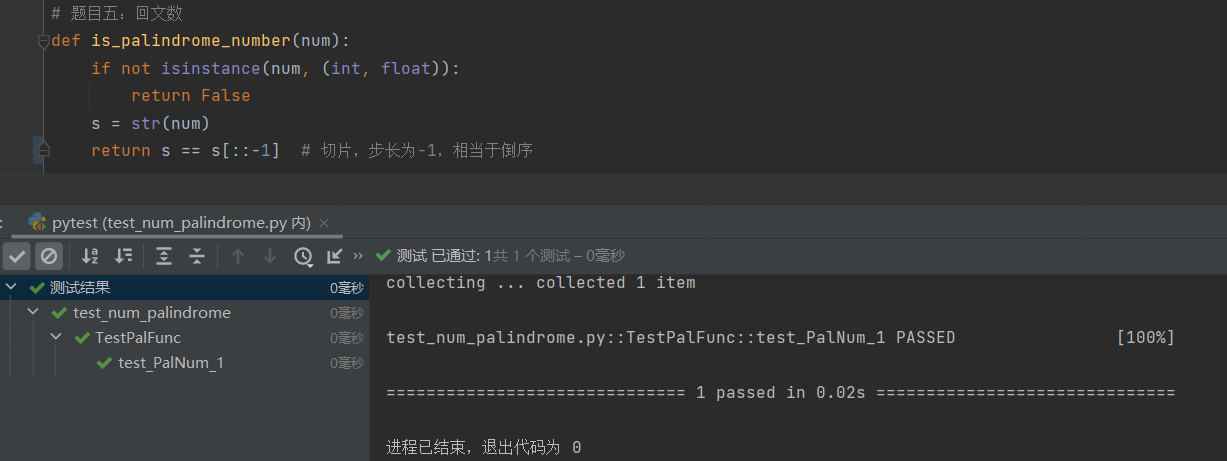 # 题目五：回文数
def is_palindrome_number(num):
    if not isinstance(num, (int, float)):
        return False
    s = str(num)
    return s == s[::-1]  # 切片，步长为-1，相当于倒序
: pytest (test_num_palindrome.py 内) ×
» 测试 已通过: 1共 1 个测试 – 0毫秒
测试结果 0毫秒
test_num_palindrome 0毫秒
TestPalFunc 0毫秒
test_PalNum_1 0毫秒
collecting ... collected 1 item
test_num_palindrome.py::TestPalFunc::test_PalNum_1 PASSED [100%]
============================== 1 passed in 0.02s ==============================
进程已结束，退出代码为 0